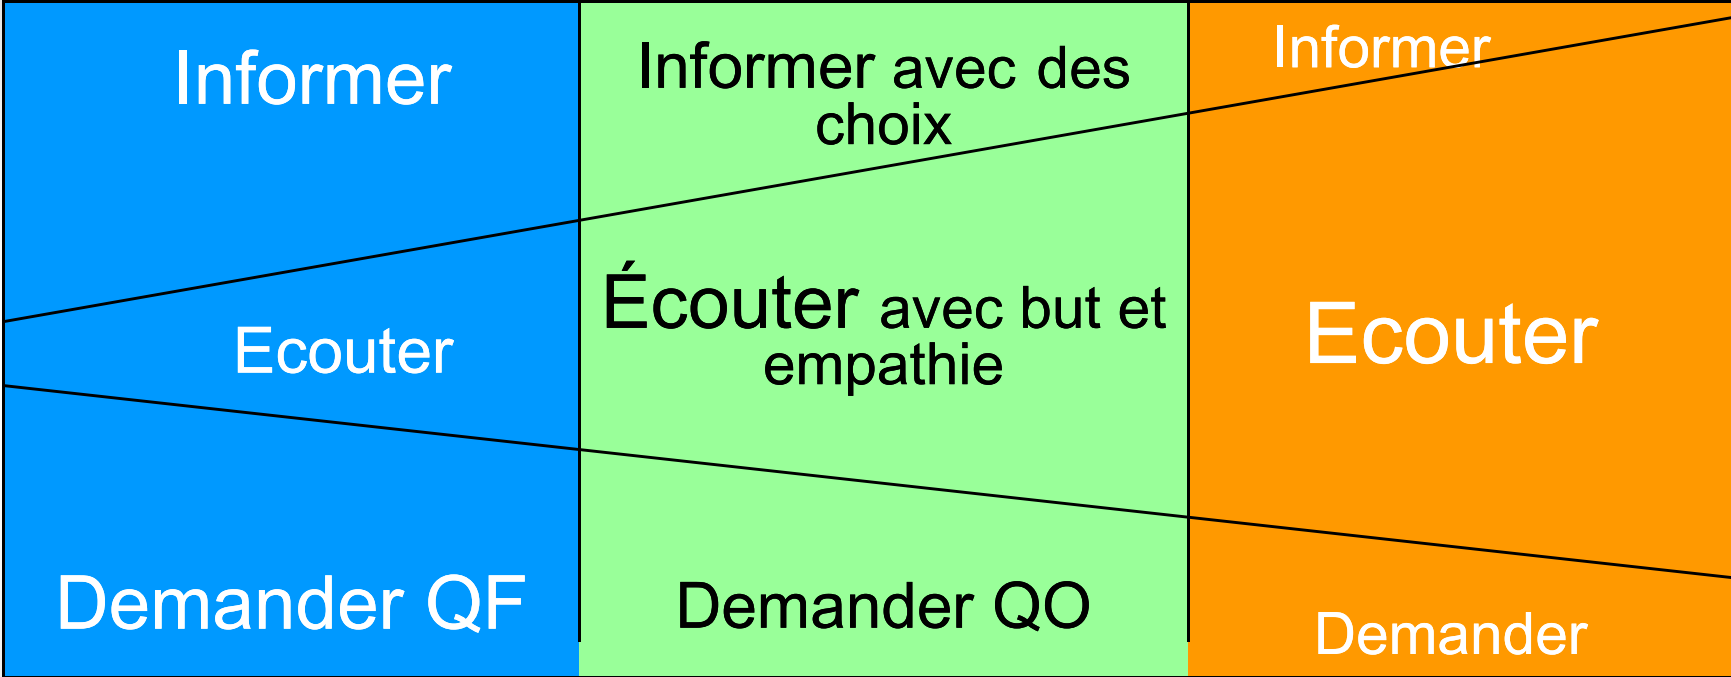 Informer
Ecouter
Demander QF
Informer avec des
choix
Écouter avec but et
empathie
Demander QO
Informer
Ecouter
Demander